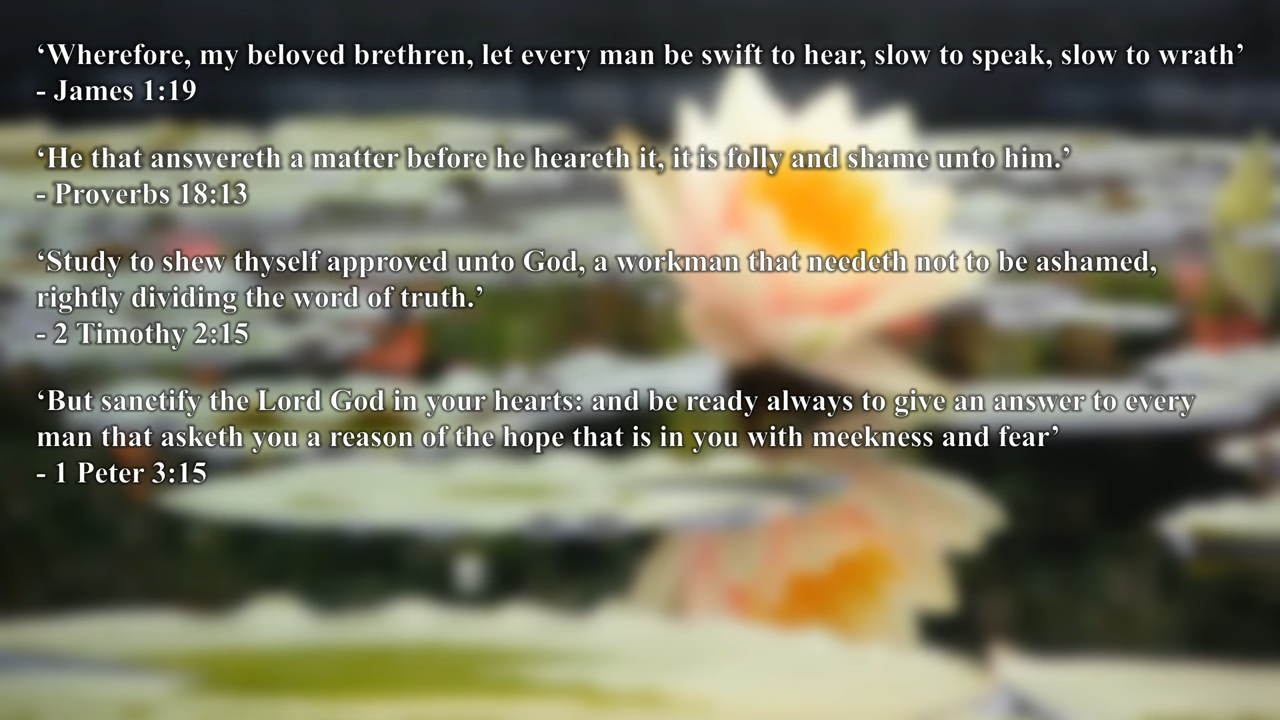 ‘Wherefore, my beloved brethren, let every man be swift to hear, slow to speak, slow to wrath’
- James 1:19
‘He that answereth a matter before he heareth it, it is folly and shame unto him.’
- Proverbs 18:13
‘Study to shew thyself approved unto God, a workman that needeth not to be ashamed,
rightly dividing the word of truth.’
- 2 Timothy 2:15
‘But sanctify the Lord God in your hearts: and be ready always to give an answer to every
man that asketh you a reason of the hope that is in you with meekness and fear’
- 1 Peter 3:15